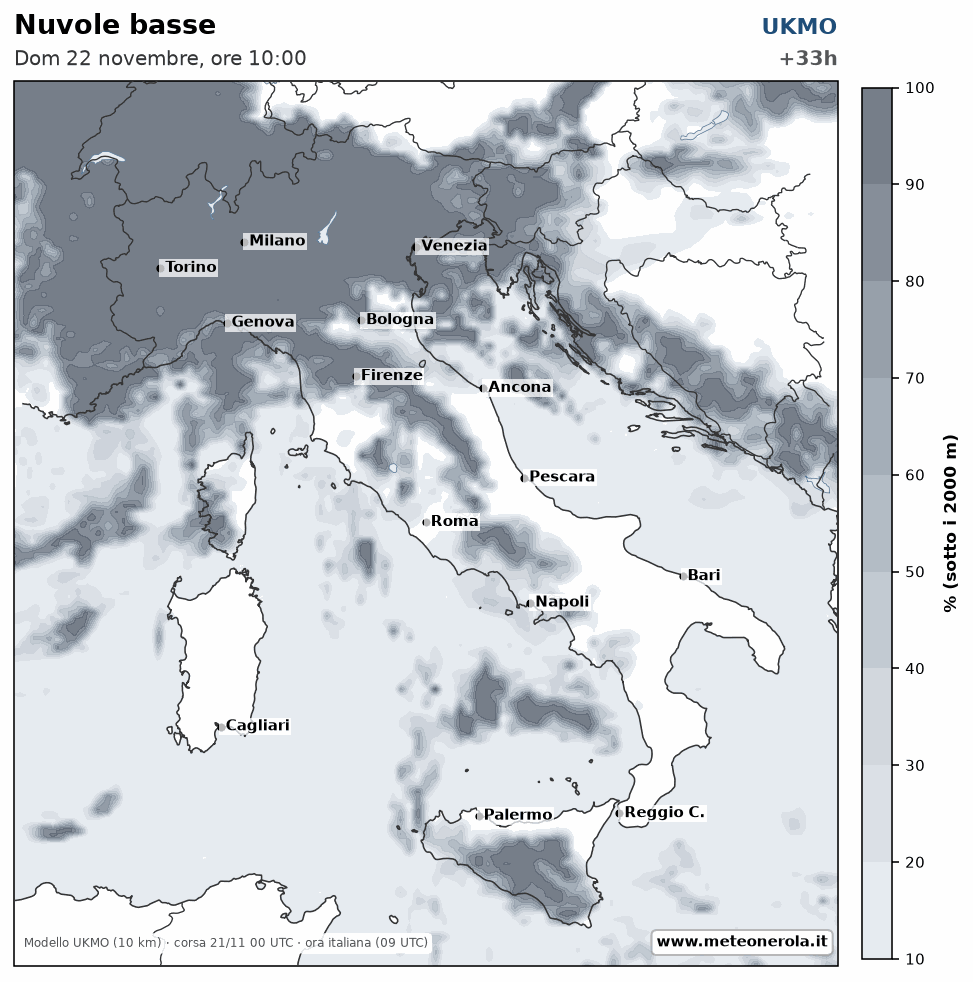 Nuvole basse
UKMO
Dom 22 novembre, ore 10:00
+33h
100
90
80
70
60
50
40
30
20
10
% (sotto i 2000 m)
Milano
Venezia
Torino
Genova
Bologna
Firenze
Ancona
Pescara
Roma
Bari
Napoli
Cagliari
Palermo
Reggio C.
Modello UKMO (10 km) · corsa 21/11 00 UTC · ora italiana (09 UTC)
www.meteonerola.it